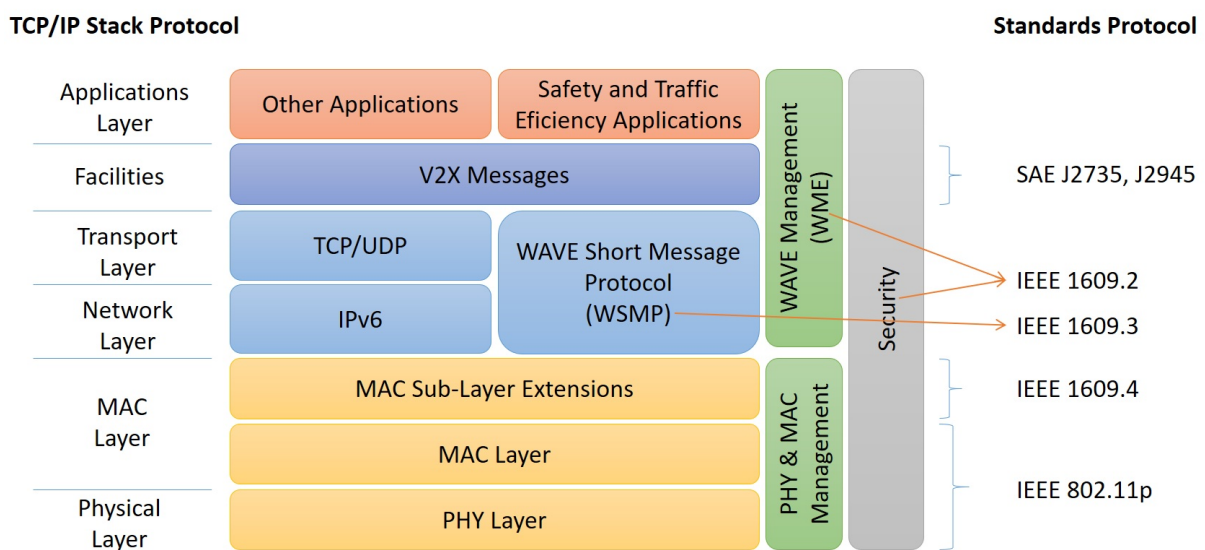 TCP/IP Stack Protocol
Standards Protocol
Applications
Layer
Other Applications
Safety and Traffic
Eficiency Applications
WAVE Management
(WME)
Security
Facilities
V2X Messages
SAE J2735, J2945
Transport
Layer
TCP/UDP
WAVE Short Message
Protocol
(WSMP)
IEEE 1609.2
Network
Layer
IPv6
IEEE 1609.3
MAC
Layer
MAC Sub-Layer Extensions
PHY & MAC
Management
IEEE 1609.4
MAC Layer
IEEE 802.11p
Physical
Layer
PHY Layer